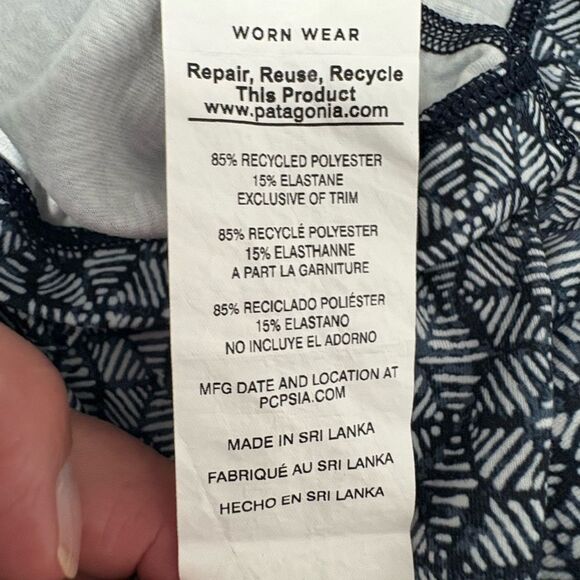 WORN WEAR
Repair, Reuse, Recycle
This Product
www.patagonia.com
85% RECYCLED POLYESTER
15% ELASTANE
EXCLUSIVE OF TRIM
85% RECYCLÉ POLYESTER
15% ELASTHANNE
A PART LA GARNITURE
85% RECICLADO POLIÉSTER
15% ELASTANO
NO INCLUYE EL ADORNO
MFG DATE AND LOCATION AT
PCPSIA.COM
MADE IN SRI LANKA
FABRIQUÉ AU SRI LANKA
HECHO EN SRI LANKA